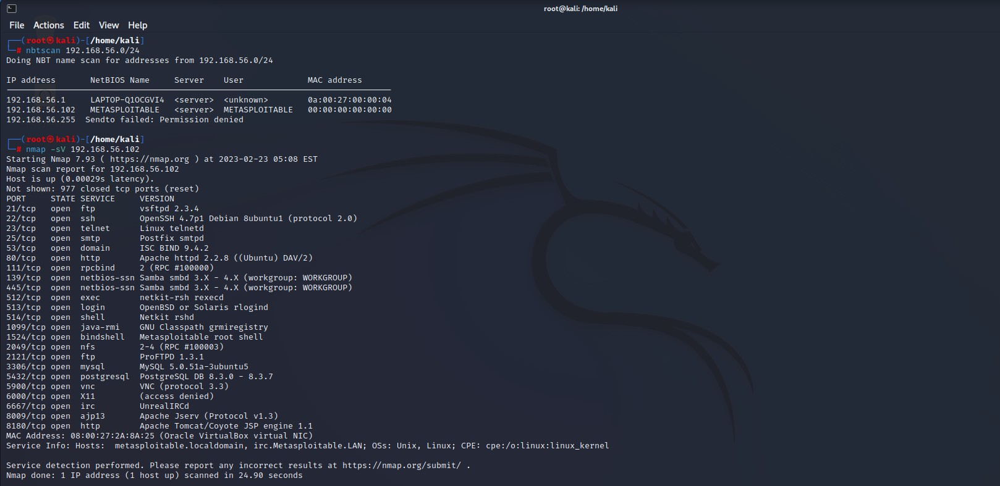 root@kali: /home/kali
File Actions Edit View Help
┌──(root㉿kali)-[/home/kali]
└─# nbtscan 192.168.56.0/24
Doing NBT name scan for addresses from 192.168.56.0/24
IP address       NetBIOS Name     Server    User             MAC address
192.168.56.1     LAPTOP-Q1OCGVI4  <server>  <unknown>        0a:00:27:00:00:04
192.168.56.102   METASPLOITABLE   <server>  METASPLOITABLE   00:00:00:00:00:00
192.168.56.255  Sendto failed: Permission denied
┌──(root㉿kali)-[/home/kali]
└─# nmap -sV 192.168.56.102
Starting Nmap 7.93 ( https://nmap.org ) at 2023-02-23 05:08 EST
Nmap scan report for 192.168.56.102
Host is up (0.00029s latency).
Not shown: 977 closed tcp ports (reset)
PORT     STATE SERVICE     VERSION
21/tcp   open  ftp         vsftpd 2.3.4
22/tcp   open  ssh         OpenSSH 4.7p1 Debian 8ubuntu1 (protocol 2.0)
23/tcp   open  telnet      Linux telnetd
25/tcp   open  smtp        Postfix smtpd
53/tcp   open  domain      ISC BIND 9.4.2
80/tcp   open  http        Apache httpd 2.2.8 ((Ubuntu) DAV/2)
111/tcp  open  rpcbind     2 (RPC #100000)
139/tcp  open  netbios-ssn Samba smbd 3.X - 4.X (workgroup: WORKGROUP)
445/tcp  open  netbios-ssn Samba smbd 3.X - 4.X (workgroup: WORKGROUP)
512/tcp  open  exec        netkit-rsh rexecd
513/tcp  open  login       OpenBSD or Solaris rlogind
514/tcp  open  shell       Netkit rshd
1099/tcp open  java-rmi    GNU Classpath grmiregistry
1524/tcp open  bindshell   Metasploitable root shell
2049/tcp open  nfs         2-4 (RPC #100003)
2121/tcp open  ftp         ProFTPD 1.3.1
3306/tcp open  mysql       MySQL 5.0.51a-3ubuntu5
5432/tcp open  postgresql  PostgreSQL DB 8.3.0 - 8.3.7
5900/tcp open  vnc         VNC (protocol 3.3)
6000/tcp open  X11         (access denied)
6667/tcp open  irc         UnrealIRCd
8009/tcp open  ajp13       Apache Jserv (Protocol v1.3)
8180/tcp open  http        Apache Tomcat/Coyote JSP engine 1.1
MAC Address: 08:00:27:2A:8A:25 (Oracle VirtualBox virtual NIC)
Service Info: Hosts:  metasploitable.localdomain, irc.Metasploitable.LAN; OSs: Unix, Linux; CPE: cpe:/o:linux:linux_kernel
Service detection performed. Please report any incorrect results at https://nmap.org/submit/ .
Nmap done: 1 IP address (1 host up) scanned in 24.90 seconds